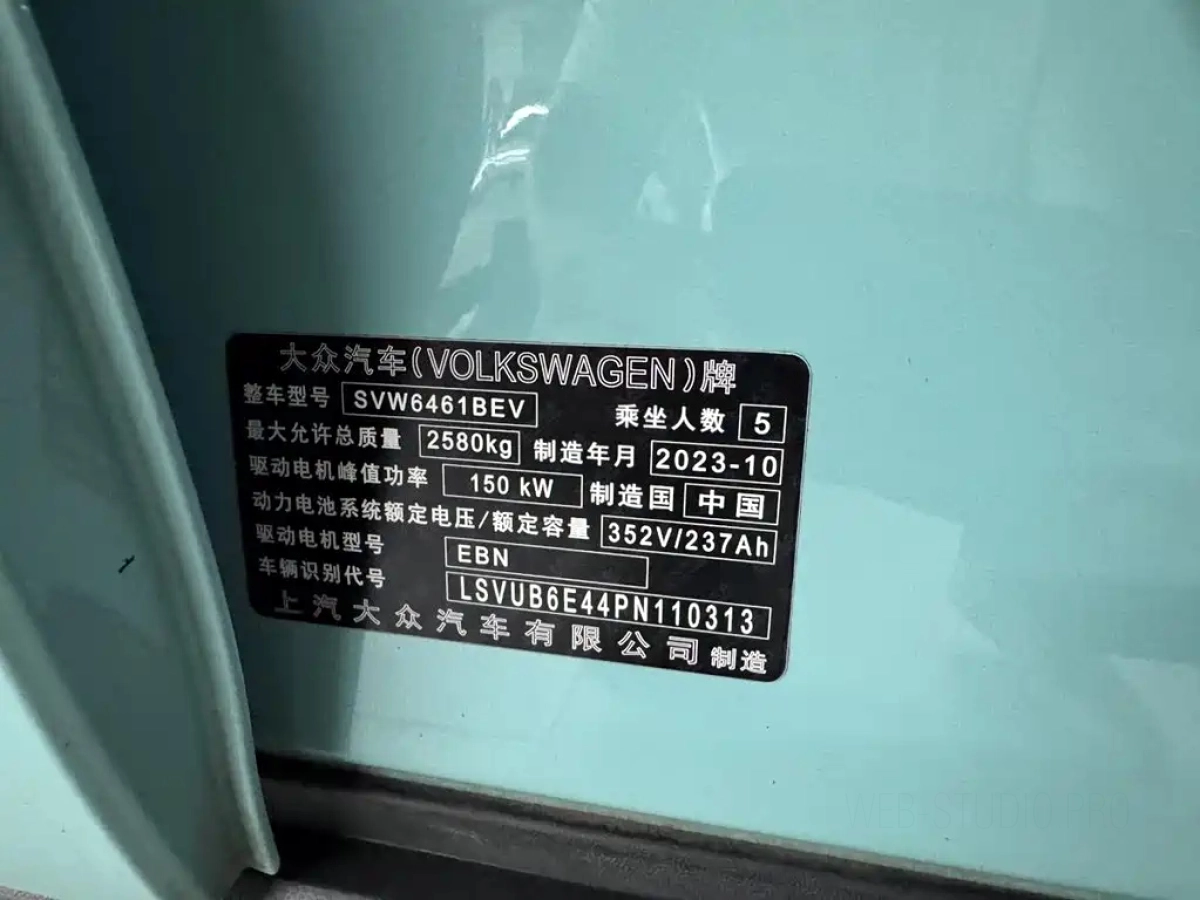 大众汽车(VOLKSWAGEN)牌
整车型号 SVW6461BEV 乘坐人数 5
最大允许总质量 2580kg 制造年月 2023-10
驱动电机峰值功率 150 kW 制造国 中国
动力电池系统额定电压/额定容量 352V/237Ah
驱动电机型号 EBN
车辆识别代号 LSVUB6E44PN110313
上汽大众汽车有限公司 制造
WEB-STUDIO.PRO